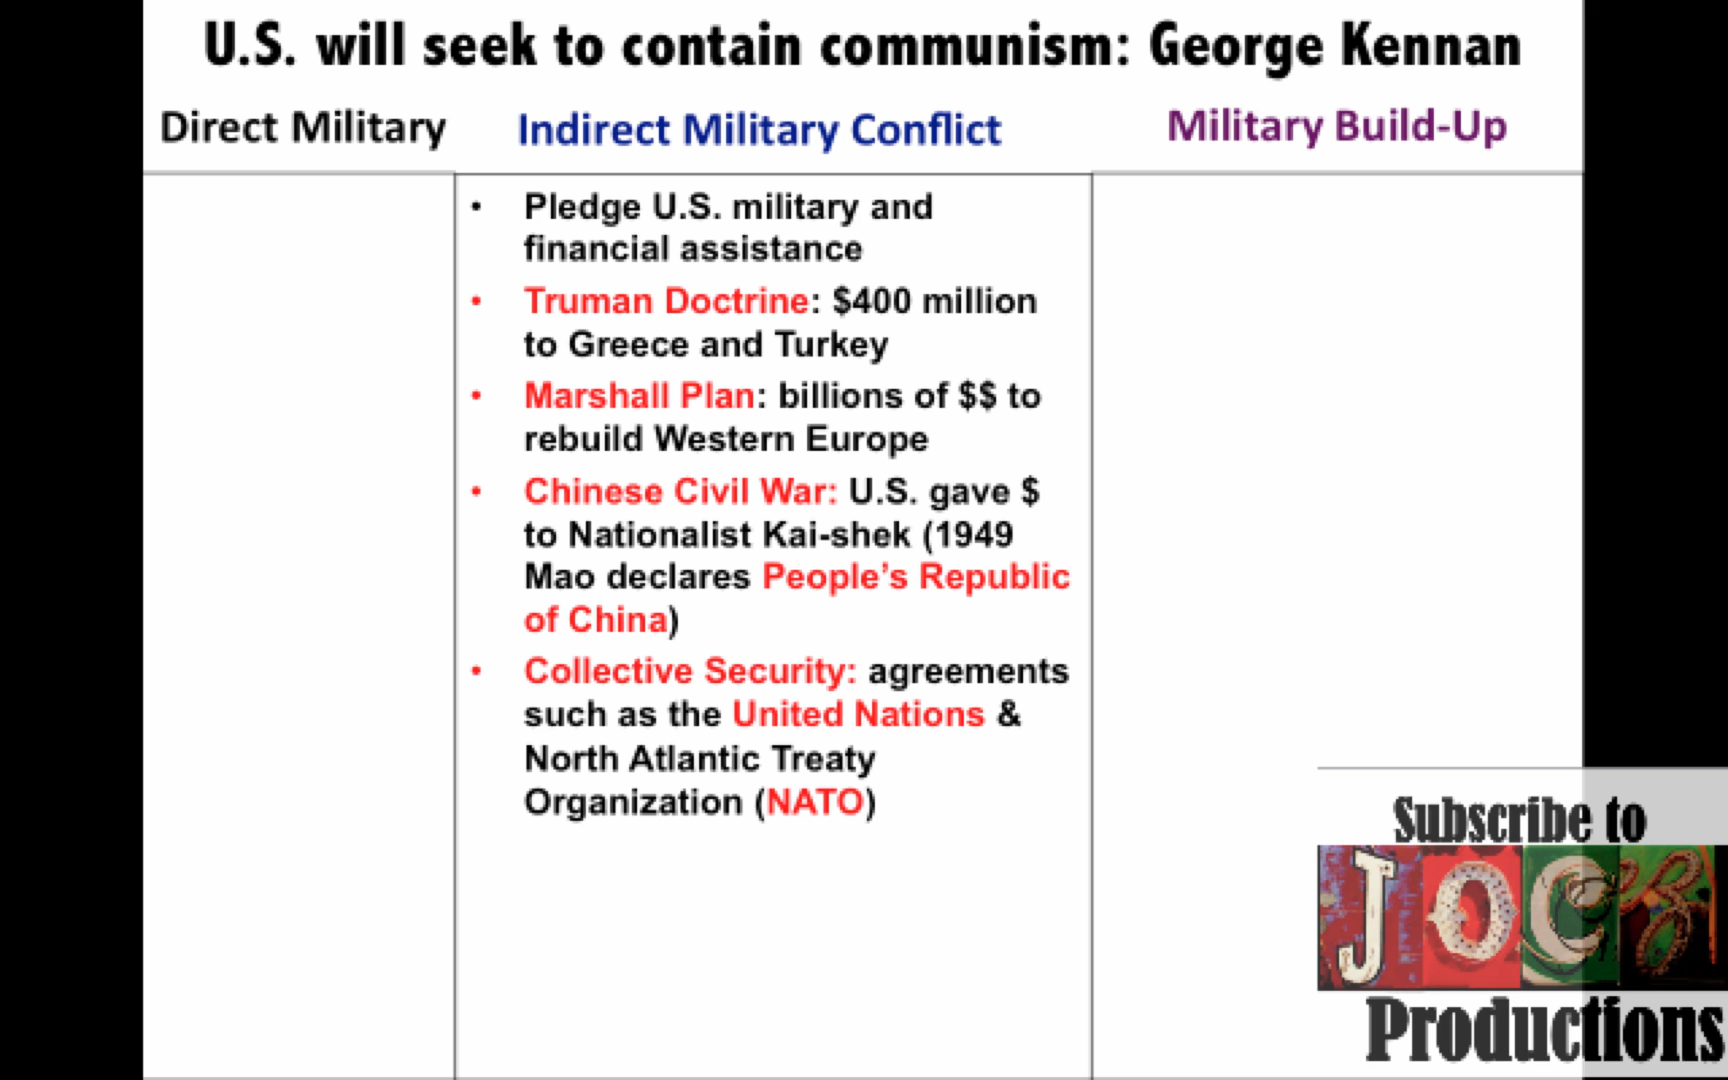 U.S. will seek to contain communism: George Kennan
Direct Military
Indirect Military Conflict
Military Build-Up
• Pledge U.S. military and
financial assistance
• Truman Doctrine: $400 million
to Greece and Turkey
• Marshall Plan: billions of $$ to
rebuild Western Europe
• Chinese Civil War: U.S. gave $
to Nationalist Kai-shek (1949
Mao declares People's Republic
of China)
• Collective Security: agreements
such as the United Nations &
North Atlantic Treaty
Organization (NATO)
Subscribe to
JOCZ
Productions